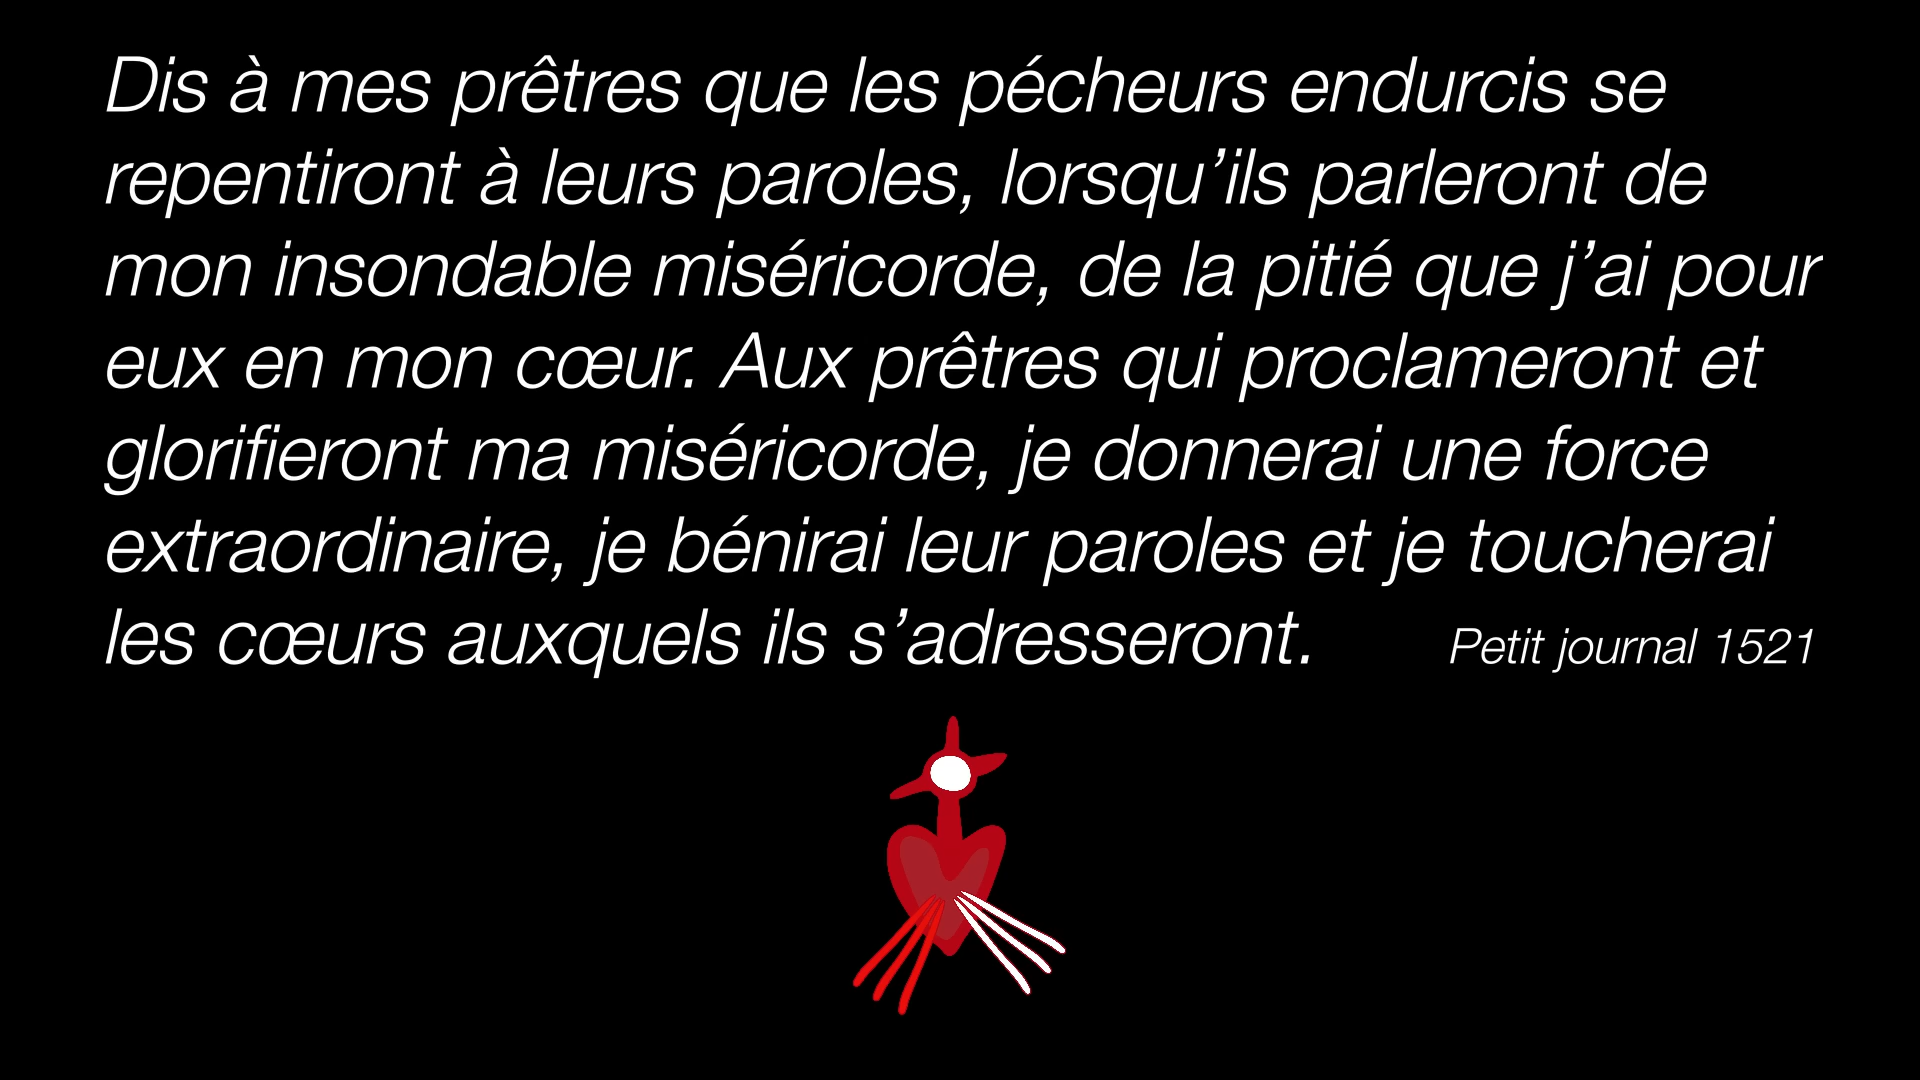 Dis à mes prêtres que les pécheurs endurcis se
repentiront à leurs paroles, lorsqu’ils parleront de
mon insondable miséricorde, de la pitié que j’ai pour
eux en mon cœur. Aux prêtres qui proclameront et
glorifieront ma miséricorde, je donnerai une force
extraordinaire, je bénirai leur paroles et je toucherai
les cœurs auxquels ils s’adresseront. Petit journal 1521